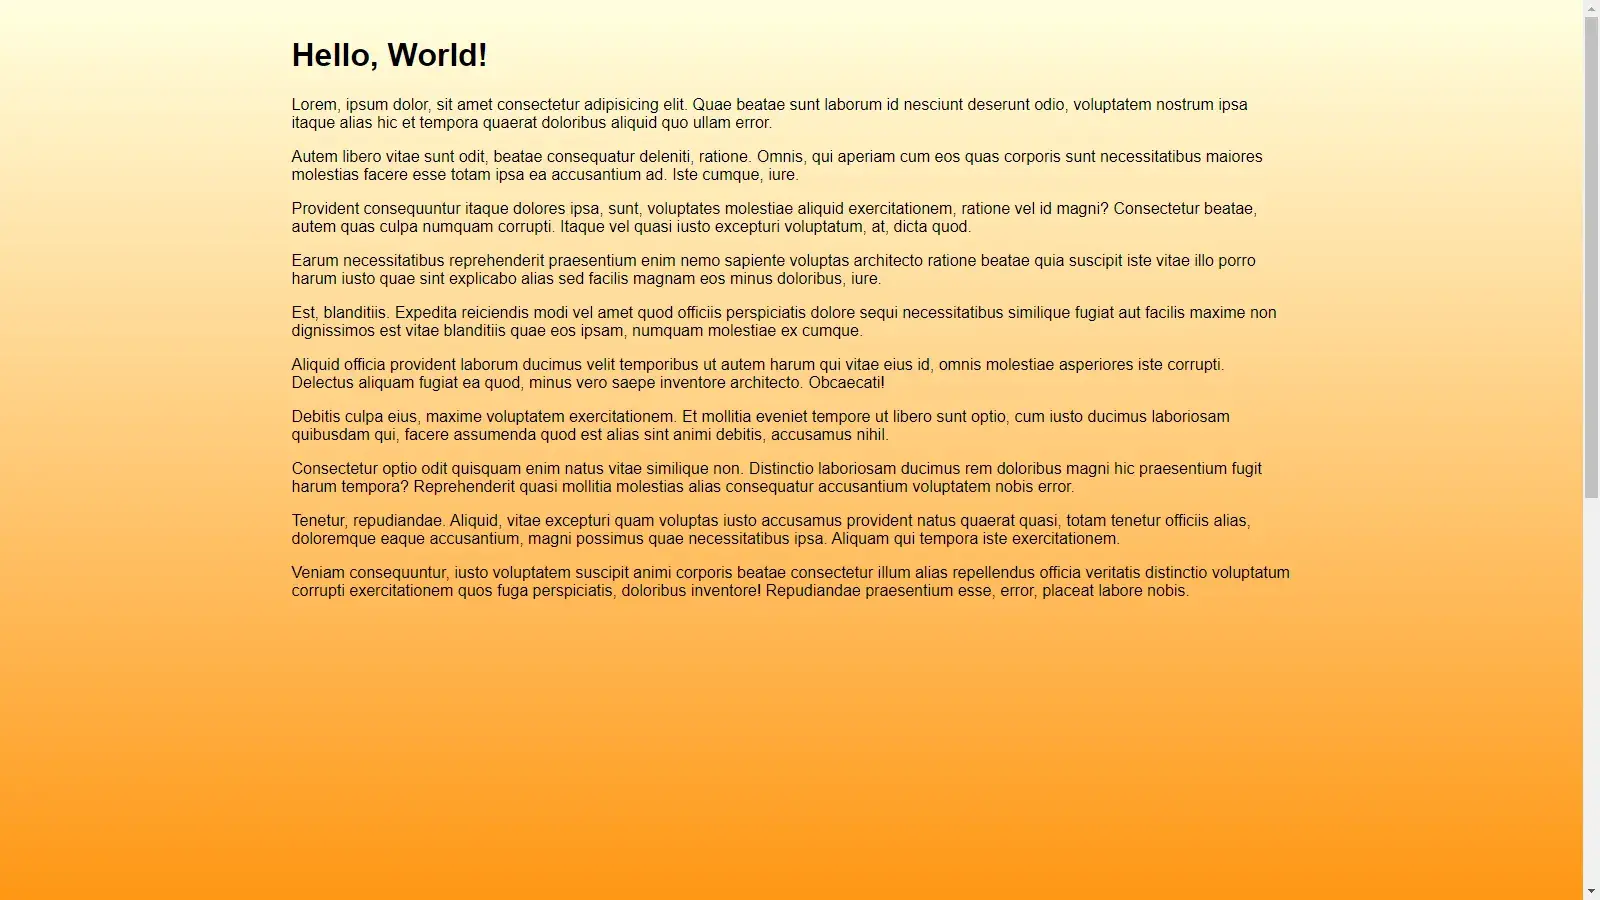 Hello, World!
Lorem, ipsum dolor, sit amet consectetur adipisicing elit. Quae beatae sunt laborum id nesciunt deserunt odio, voluptatem nostrum ipsa
itaque alias hic et tempora quaerat doloribus aliquid quo ullam error.
Autem libero vitae sunt odit, beatae consequatur deleniti, ratione. Omnis, qui aperiam cum eos quas corporis sunt necessitatibus maiores
molestias facere esse totam ipsa ea accusantium ad. Iste cumque, iure.
Provident consequuntur itaque dolores ipsa, sunt, voluptates molestiae aliquid exercitationem, ratione vel id magni? Consectetur beatae,
autem quas culpa numquam corrupti. Itaque vel quasi iusto excepturi voluptatum, at, dicta quod.
Earum necessitatibus reprehenderit praesentium enim nemo sapiente voluptas architecto ratione beatae quia suscipit iste vitae illo porro
harum iusto quae sint explicabo alias sed facilis magnam eos minus doloribus, iure.
Est, blanditiis. Expedita reiciendis modi vel amet quod officiis perspiciatis dolore sequi necessitatibus similique fugiat aut facilis maxime non
dignissimos est vitae blanditiis quae eos ipsam, numquam molestiae ex cumque.
Aliquid officia provident laborum ducimus velit temporibus ut autem harum qui vitae eius id, omnis molestiae asperiores iste corrupti.
Delectus aliquam fugiat ea quod, minus vero saepe inventore architecto. Obcaecati!
Debitis culpa eius, maxime voluptatem exercitationem. Et mollitia eveniet tempore ut libero sunt optio, cum iusto ducimus laboriosam
quibusdam qui, facere assumenda quod est alias sint animi debitis, accusamus nihil.
Consectetur optio odit quisquam enim natus vitae similique non. Distinctio laboriosam ducimus rem doloribus magni hic praesentium fugit
harum tempora? Reprehenderit quasi mollitia molestias alias consequatur accusantium voluptatem nobis error.
Tenetur, repudiandae. Aliquid, vitae excepturi quam voluptas iusto accusamus provident natus quaerat quasi, totam tenetur officiis alias,
doloremque eaque accusantium, magni possimus quae necessitatibus ipsa. Aliquam qui tempora iste exercitationem.
Veniam consequuntur, iusto voluptatem suscipit animi corporis beatae consectetur illum alias repellendus officia veritatis distinctio voluptatum
corrupti exercitationem quos fuga perspiciatis, doloribus inventore! Repudiandae praesentium esse, error, placeat labore nobis.